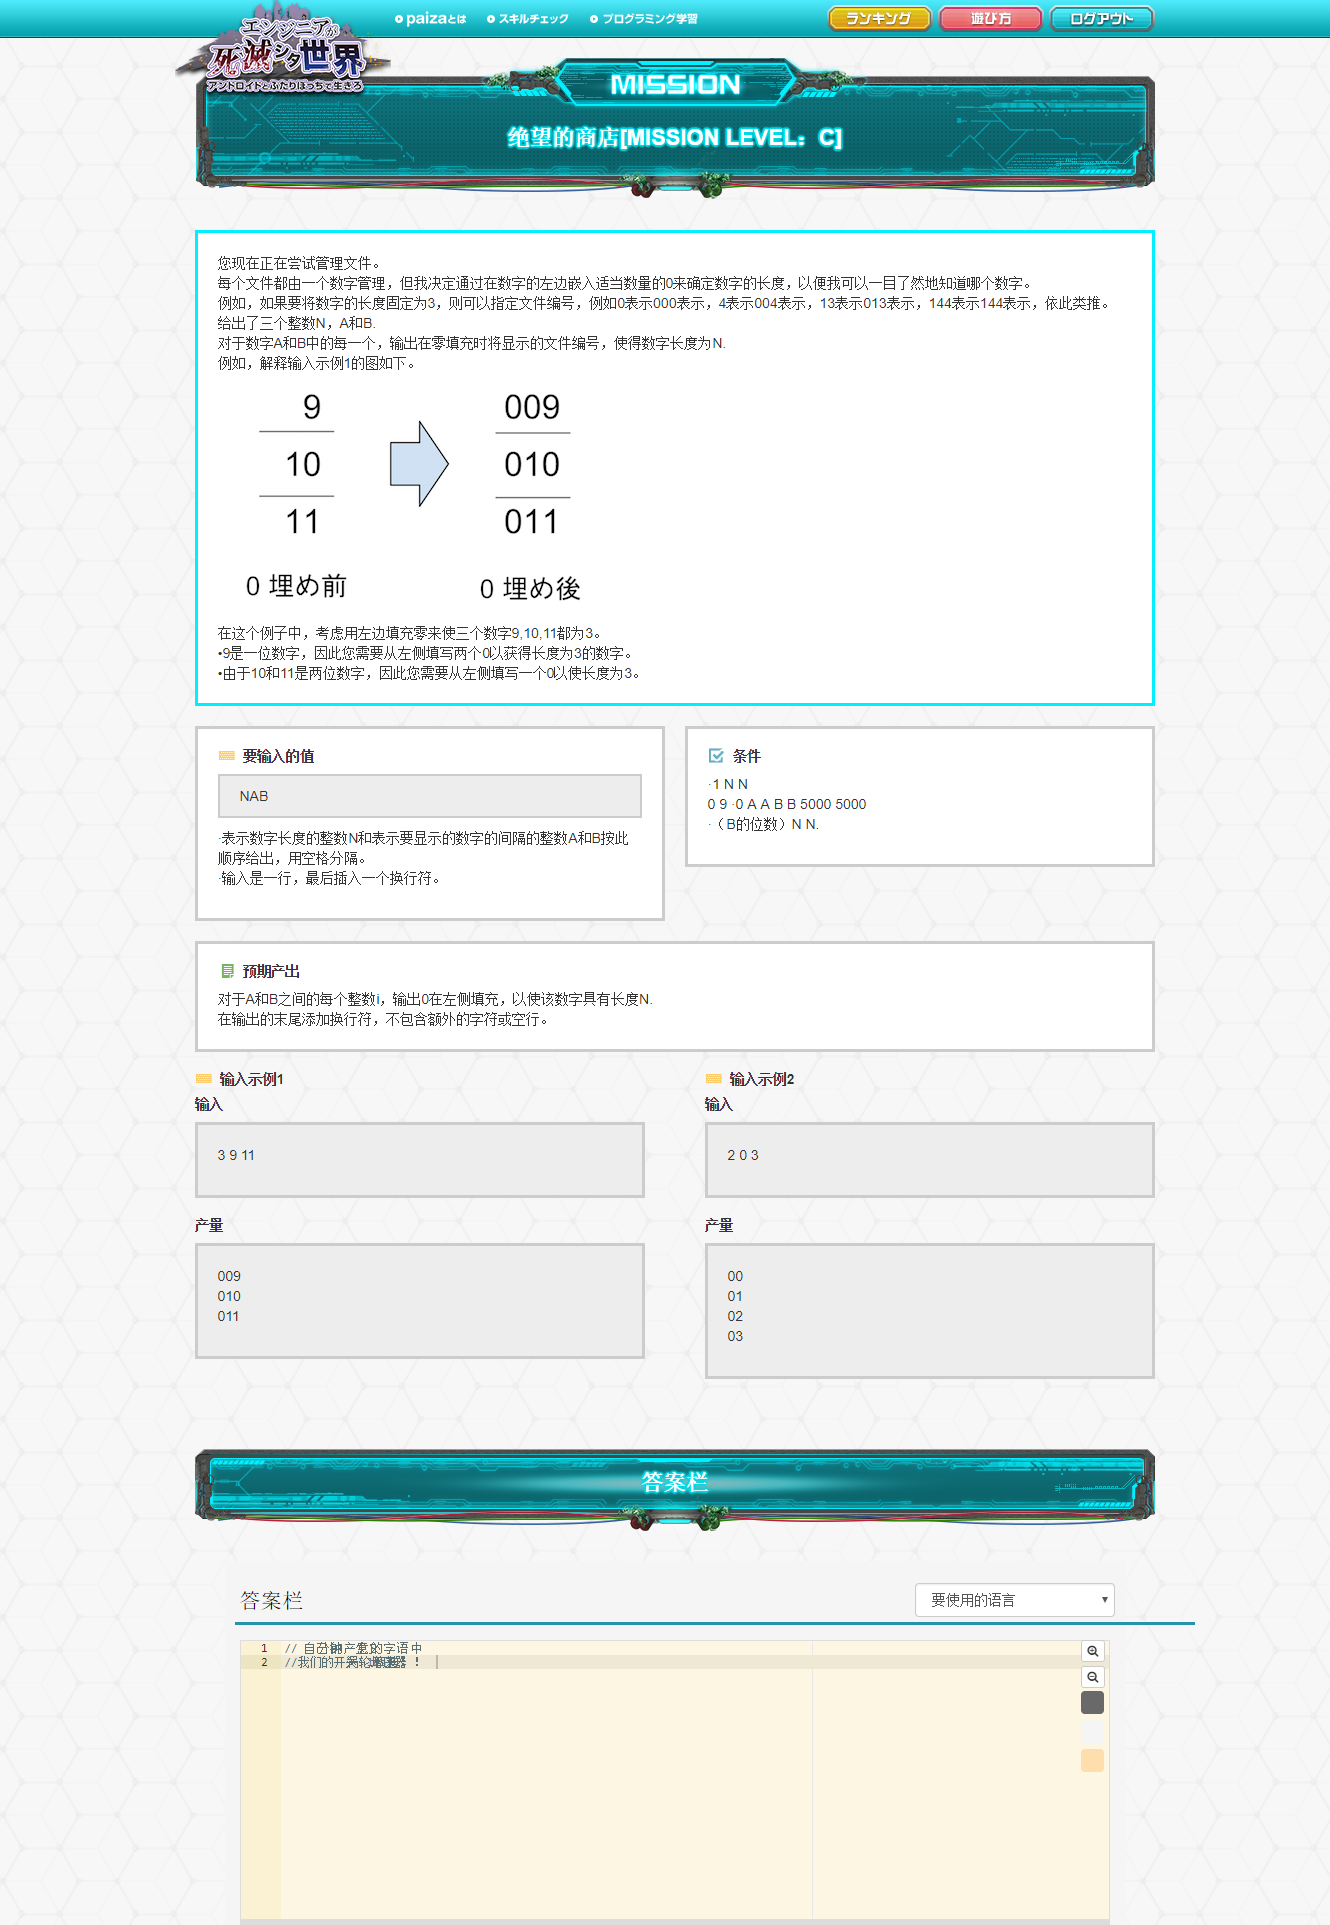 エンジニアが
死滅シタ世界
アンドロイドとふたりぼっちで生きろ
paizaとは
スキルチェック
プログラミング学習
ランキング
遊び方
ログアウト
MISSION
绝望的商店[MISSION LEVEL：C]
您现在正在尝试管理文件。
每个文件都由一个数字管理，但我决定通过在数字的左边嵌入适当数量的0来确定数字的长度，以便我可以一目了然地知道哪个数字。
例如，如果要将数字的长度固定为3，则可以指定文件编号，例如0表示000表示，4表示004表示，13表示013表示，144表示144表示，依此类推。
给出了三个整数N，A和B.
对于数字A和B中的每一个，输出在零填充时将显示的文件编号，使得数字长度为N.
例如，解释输入示例1的图如下。
9
009
10
010
11
011
0 埋め前
0 埋め後
在这个例子中，考虑用左边填充零来使三个数字9,10,11都为3。
•9是一位数字，因此您需要从左侧填写两个0以获得长度为3的数字。
•由于10和11是两位数字，因此您需要从左侧填写一个0以使长度为3。
要输入的值
NAB
·表示数字长度的整数N和表示要显示的数字的间隔的整数A和B按此
顺序给出，用空格分隔。
·输入是一行，最后插入一个换行符。
条件
·1 N N
0 9 ·0 A A B B 5000 5000
·（B的位数）N N.
预期产出
对于A和B之间的每个整数i，输出0在左侧填充，以使该数字具有长度N.
在输出的末尾添加换行符，不包含额外的字符或空行。
输入示例1
输入
3 9 11
产量
009
010
011
输入示例2
输入
2 0 3
产量
00
01
02
03
答案栏
答案栏
要使用的语言
1
2